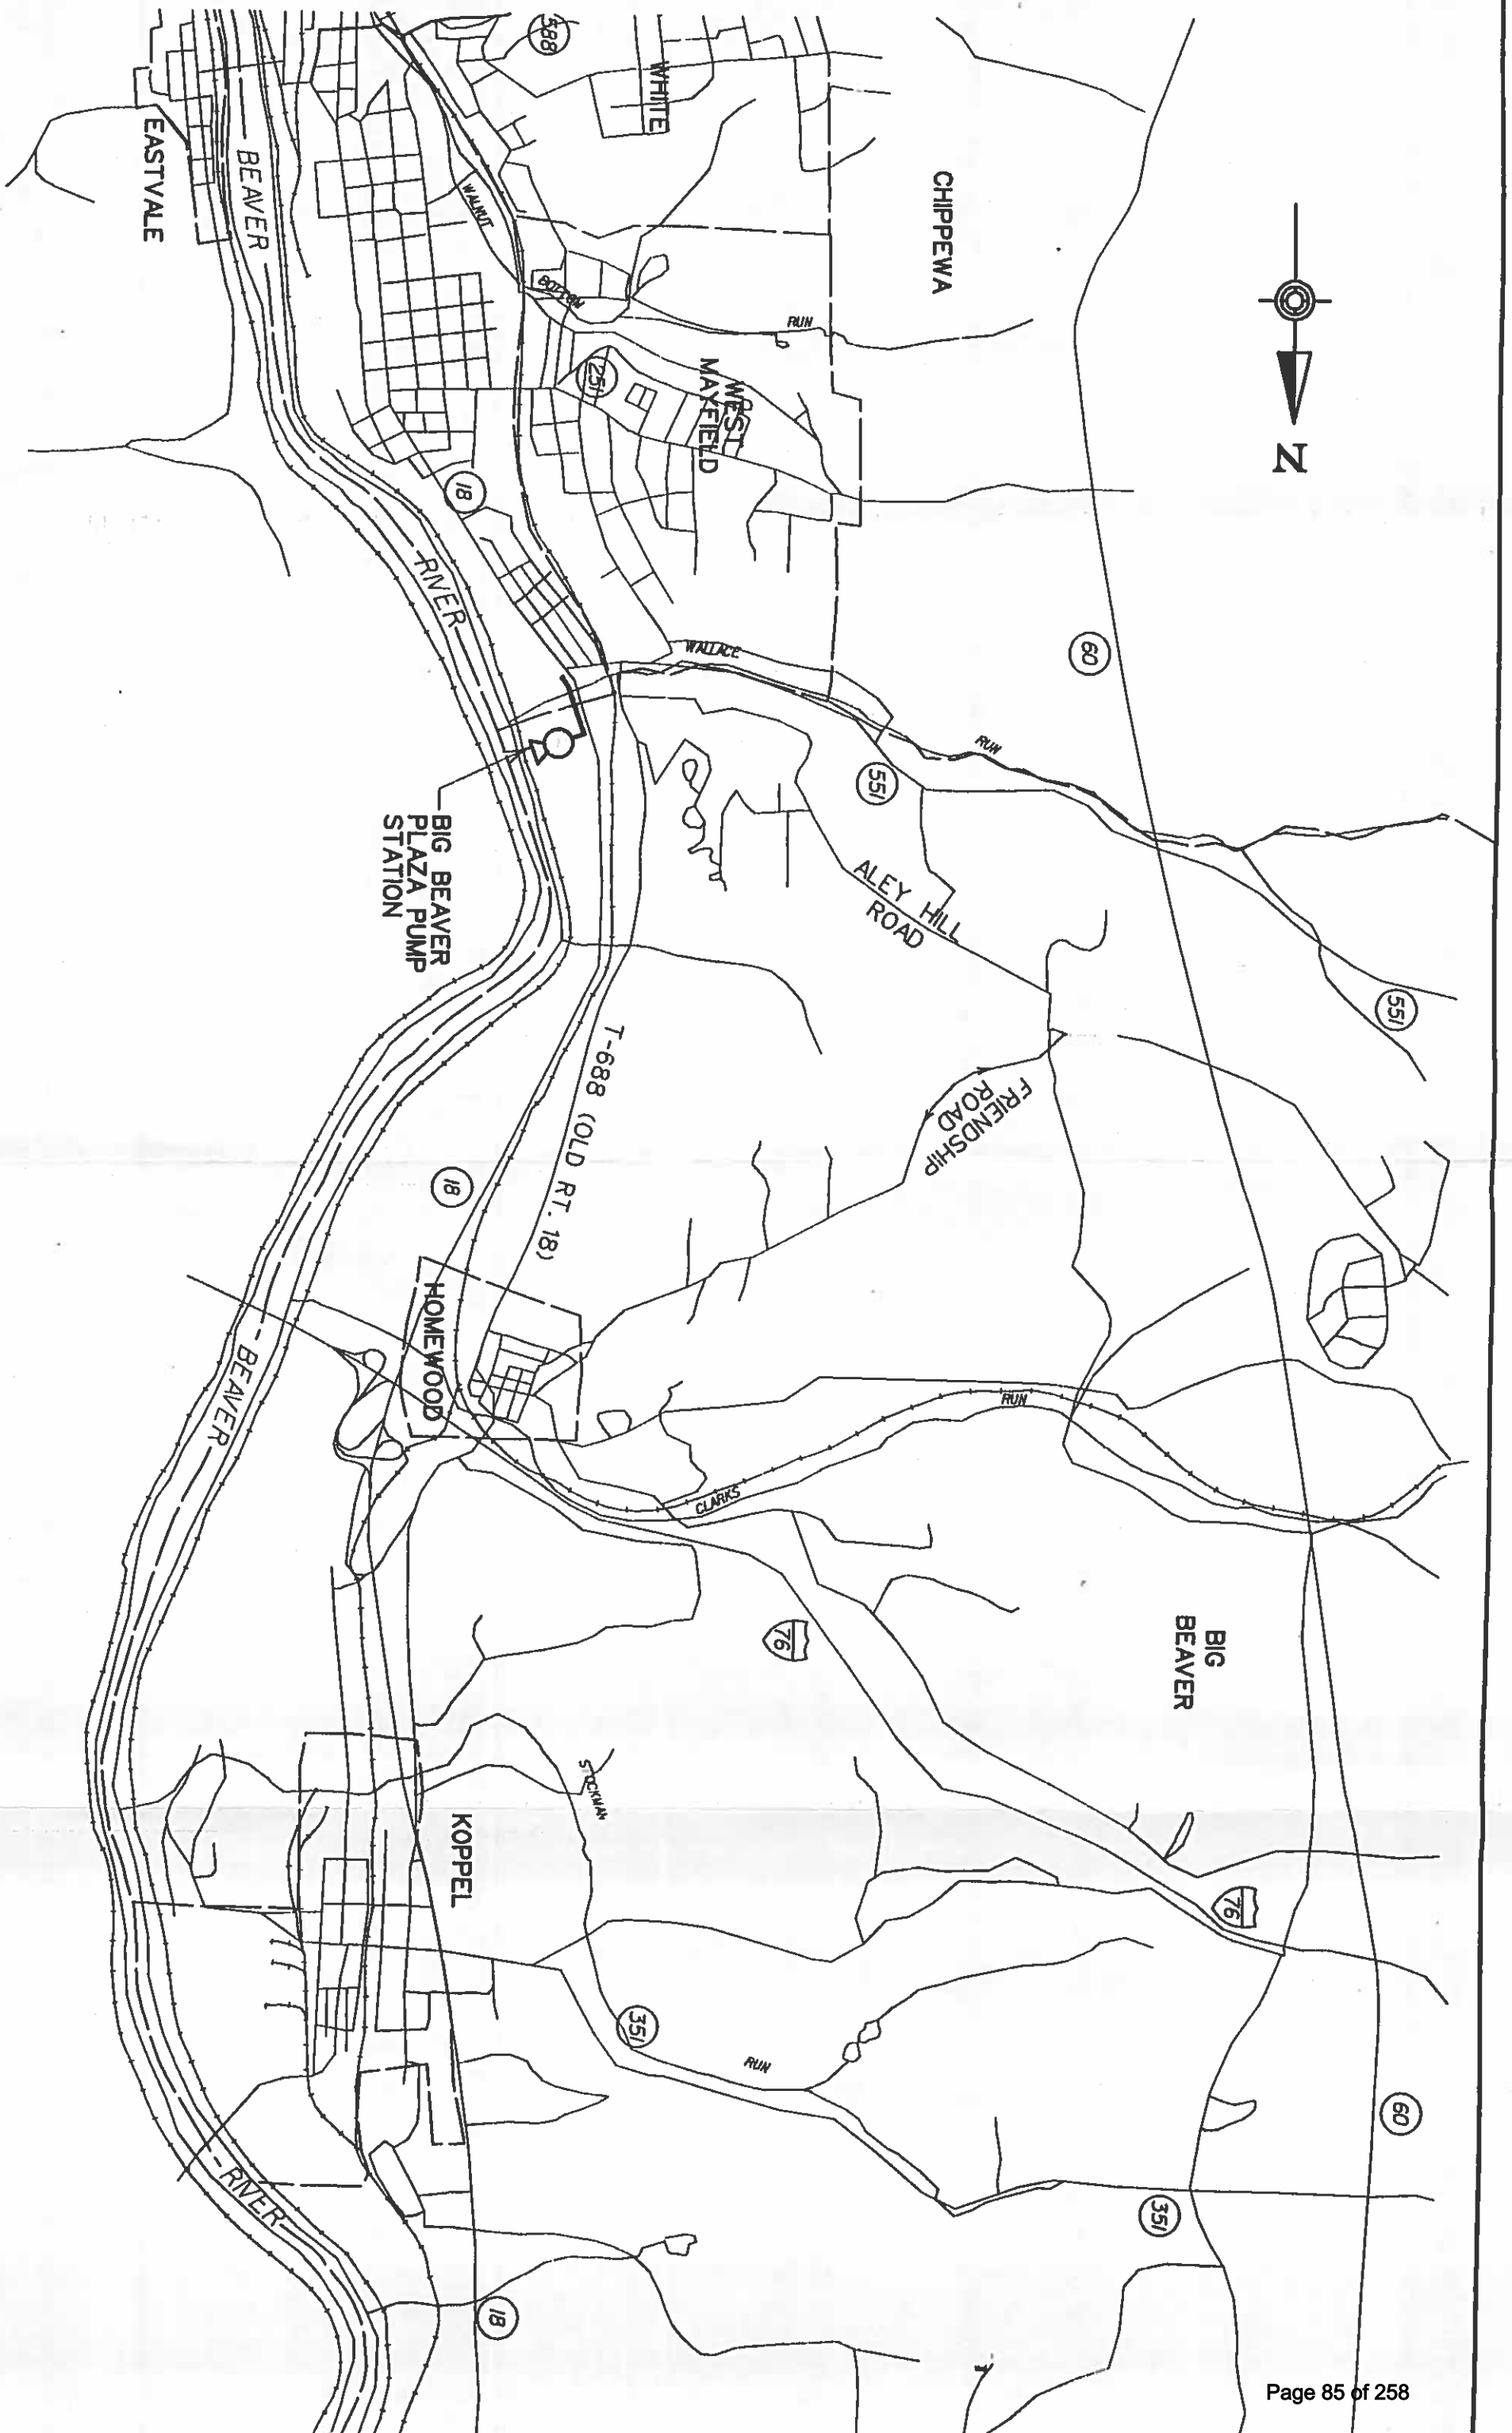 588
WHITE
CHIPPEWA
EASTVALE
BEAVER
WALNUT
BOTTOM
RUN
N
251
WEST
MAYFIELD
18
RIVER
60
WALLACE
RUN
551
BIG BEAVER
PLAZA PUMP
STATION
ALEY HILL
ROAD
551
T-688 (OLD RT. 18)
FRIENDSHIP
ROAD
18
HOMEWOOD
BEAVER
RUN
CLARKS
76
BIG
BEAVER
STOCKMAN
KOPPEL
76
351
RUN
60
RIVER
351
18
Page 85 of 258